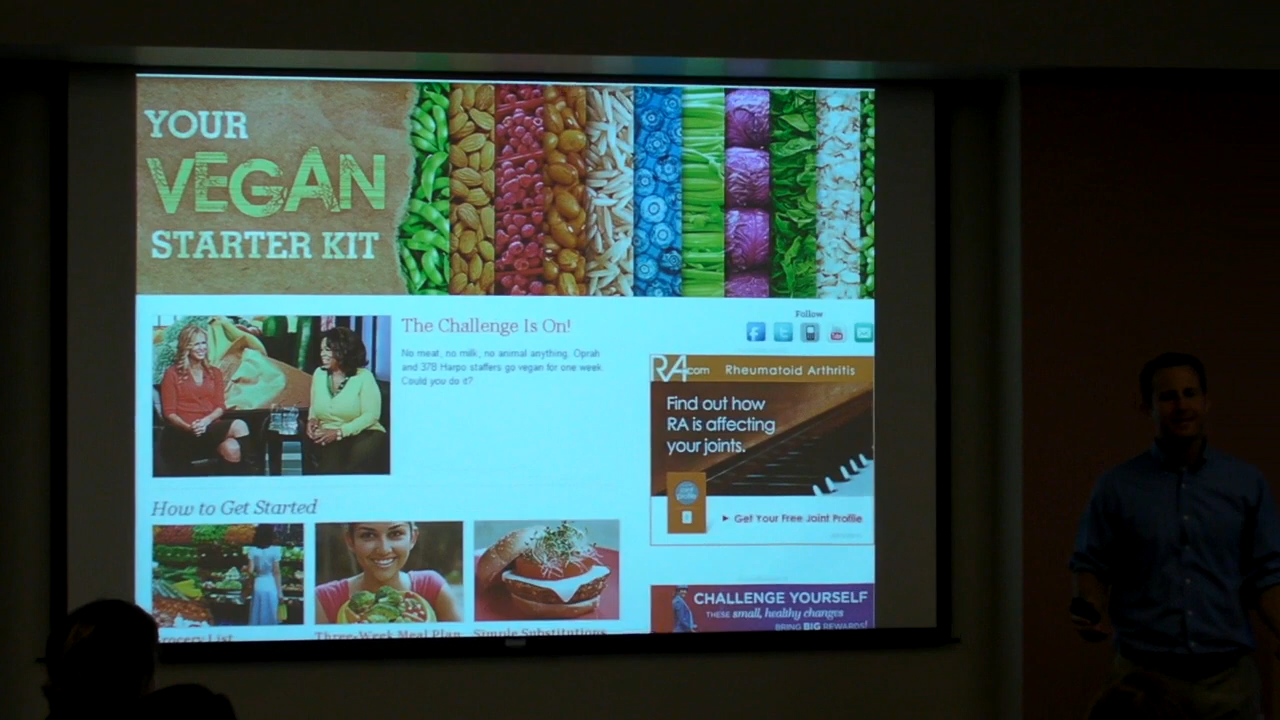 YOUR
VEGAN
STARTER KIT
The Challenge Is On!
No meat, no milk, no animal anything. Oprah
and 378 Harpo staffers go vegan for one week.
Could you do it?
Follow
RA.com Rheumatoid Arthritis
Find out how
RA is affecting
your joints.
Get Your Free Joint Profile
How to Get Started
Grocery List
Three-Week Meal Plan
Simple Substitutions
CHALLENGE YOURSELF
THESE small, healthy changes
BRING BIG REWARDS!